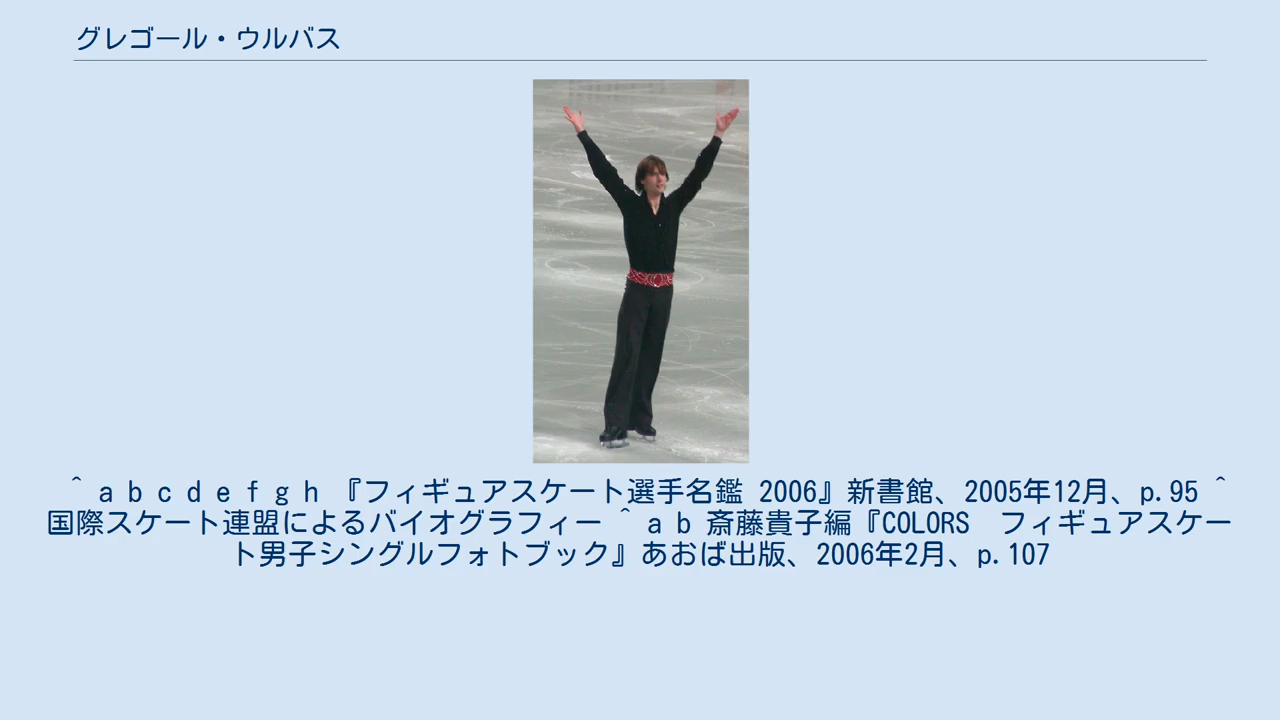 グレゴール・ウルバス
^ a b c d e f g h 『フィギュアスケート選手名鑑 2006』新書館、2005年12月、p.95 ^
国際スケート連盟によるバイオグラフィー ^ a b 斎藤貴子編『COLORS　フィギュアスケー
ト男子シングルフォトブック』あおば出版、2006年2月、p.107